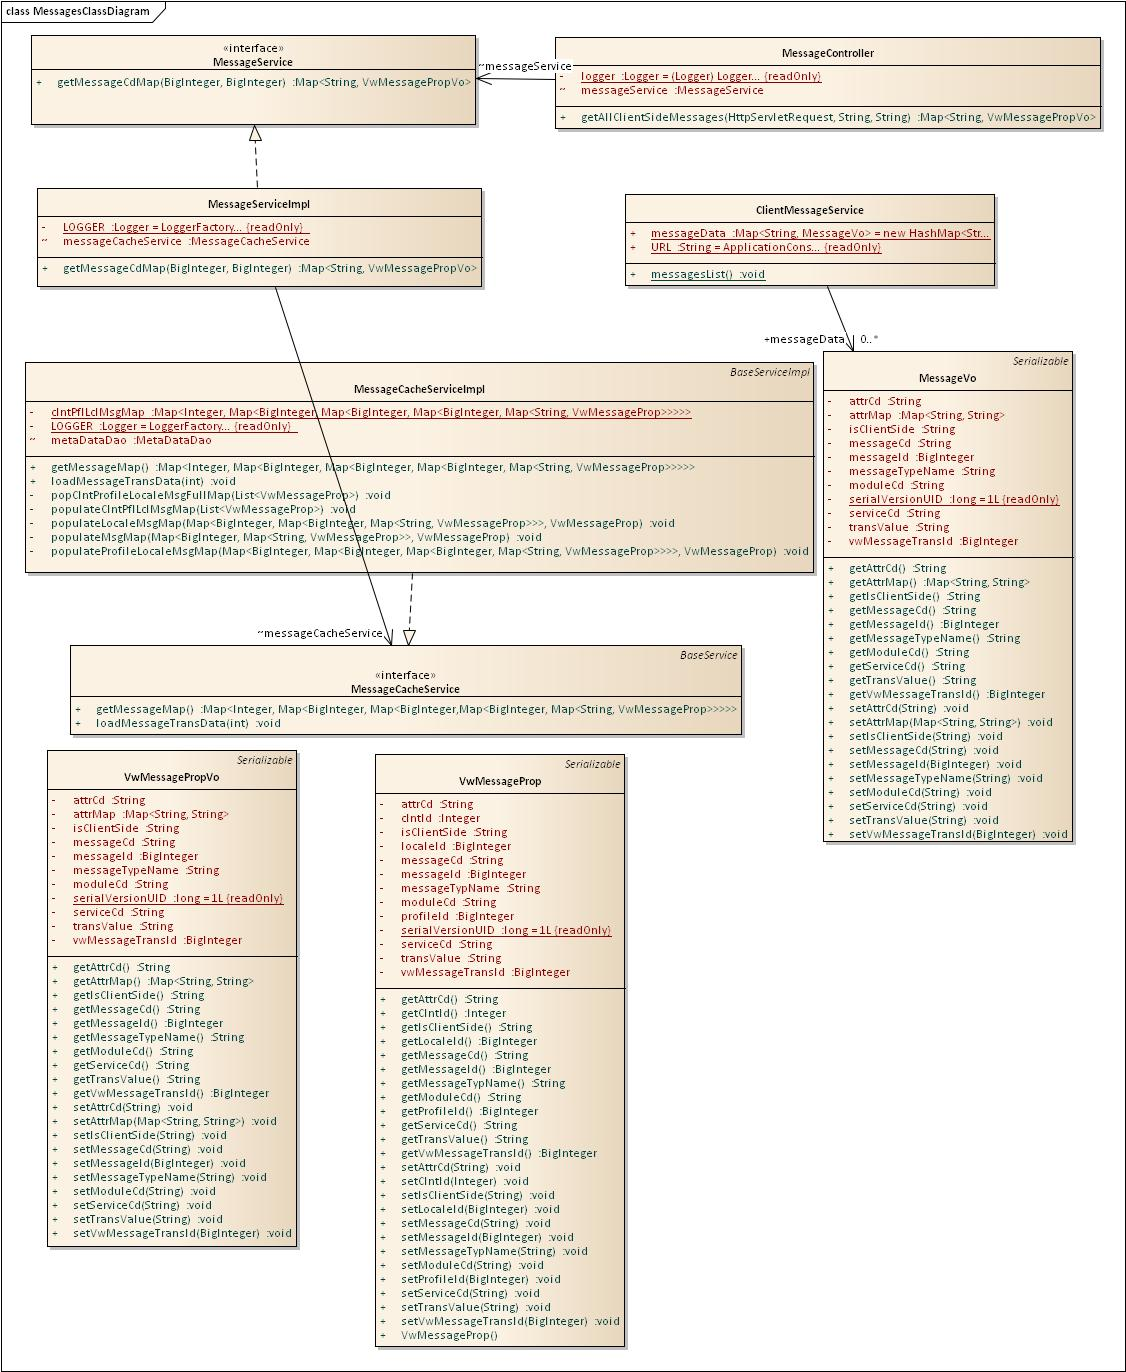 class MessagesClassDiagram
«interface»
MessageService
+ getMessageCdMap(BigInteger, BigInteger) :Map<String, VwMessagePropVo>
~messageService
MessageController
- logger :Logger = (Logger) Logger... {readOnly}
~ messageService :MessageService
+ getAllClientSideMessages(HttpServletRequest, String, String) :Map<String, VwMessagePropVo>
MessageServiceImpl
- LOGGER :Logger = LoggerFactory... {readOnly}
~ messageCacheService :MessageCacheService
+ getMessageCdMap(BigInteger, BigInteger) :Map<String, VwMessagePropVo>
ClientMessageService
+ messageData :Map<String, MessageVo> = new HashMap<Str...
+ URL :String = ApplicationCons... {readOnly}
+ messagesList() :void
+messageData 0..*
BaseServiceImpl
MessageCacheServiceImpl
- clntPflLclMsgMap :Map<Integer, Map<BigInteger, Map<BigInteger, Map<BigInteger, Map<String, VwMessageProp>>>>>
- LOGGER :Logger = LoggerFactory... {readOnly}
~ metaDataDao :MetaDataDao
+ getMessageMap() :Map<Integer, Map<BigInteger, Map<BigInteger, Map<BigInteger, Map<String, VwMessageProp>>>>>
+ loadMessageTransData(int) :void
- popClntProfileLocaleMsgFullMap(List<VwMessageProp>) :void
- populateClntPflLclMsgMap(List<VwMessageProp>) :void
- populateLocaleMsgMap(Map<BigInteger, Map<BigInteger, Map<String, VwMessageProp>>>, VwMessageProp) :void
- populateMsgMap(Map<BigInteger, Map<String, VwMessageProp>>, VwMessageProp) :void
- populateProfileLocaleMsgMap(Map<BigInteger, Map<BigInteger, Map<BigInteger, Map<String, VwMessageProp>>>>, VwMessageProp) :void
Serializable
MessageVo
- attrCd :String
- attrMap :Map<String, String>
- isClientSide :String
- messageCd :String
- messageId :BigInteger
- messageTypeName :String
- moduleCd :String
- serialVersionUID :long = 1L {readOnly}
- serviceCd :String
- transValue :String
- vwMessageTransId :BigInteger
+ getAttrCd() :String
+ getAttrMap() :Map<String, String>
+ getIsClientSide() :String
+ getMessageCd() :String
+ getMessageId() :BigInteger
+ getMessageTypeName() :String
+ getModuleCd() :String
+ getServiceCd() :String
+ getTransValue() :String
+ getVwMessageTransId() :BigInteger
+ setAttrCd(String) :void
+ setAttrMap(Map<String, String>) :void
+ setIsClientSide(String) :void
+ setMessageCd(String) :void
+ setMessageId(BigInteger) :void
+ setMessageTypeName(String) :void
+ setModuleCd(String) :void
+ setServiceCd(String) :void
+ setTransValue(String) :void
+ setVwMessageTransId(BigInteger) :void
~messageCacheService
BaseService
«interface»
MessageCacheService
+ getMessageMap() :Map<Integer, Map<BigInteger, Map<BigInteger,Map<BigInteger, Map<String, VwMessageProp>>>>>
+ loadMessageTransData(int) :void
Serializable
VwMessagePropVo
- attrCd :String
- attrMap :Map<String, String>
- isClientSide :String
- messageCd :String
- messageId :BigInteger
- messageTypeName :String
- moduleCd :String
- serialVersionUID :long = 1L {readOnly}
- serviceCd :String
- transValue :String
- vwMessageTransId :BigInteger
+ getAttrCd() :String
+ getAttrMap() :Map<String, String>
+ getIsClientSide() :String
+ getMessageCd() :String
+ getMessageId() :BigInteger
+ getMessageTypeName() :String
+ getModuleCd() :String
+ getServiceCd() :String
+ getTransValue() :String
+ getVwMessageTransId() :BigInteger
+ setAttrCd(String) :void
+ setAttrMap(Map<String, String>) :void
+ setIsClientSide(String) :void
+ setMessageCd(String) :void
+ setMessageId(BigInteger) :void
+ setMessageTypeName(String) :void
+ setModuleCd(String) :void
+ setServiceCd(String) :void
+ setTransValue(String) :void
+ setVwMessageTransId(BigInteger) :void
Serializable
VwMessageProp
- attrCd :String
- clntId :Integer
- isClientSide :String
- localeId :BigInteger
- messageCd :String
- messageId :BigInteger
- messageTypName :String
- moduleCd :String
- profileId :BigInteger
- serialVersionUID :long = 1L {readOnly}
- serviceCd :String
- transValue :String
- vwMessageTransId :BigInteger
+ getAttrCd() :String
+ getClntId() :Integer
+ getIsClientSide() :String
+ getLocaleId() :BigInteger
+ getMessageCd() :String
+ getMessageId() :BigInteger
+ getMessageTypName() :String
+ getModuleCd() :String
+ getProfileId() :BigInteger
+ getServiceCd() :String
+ getTransValue() :String
+ getVwMessageTransId() :BigInteger
+ setAttrCd(String) :void
+ setClntId(Integer) :void
+ setIsClientSide(String) :void
+ setLocaleId(BigInteger) :void
+ setMessageCd(String) :void
+ setMessageId(BigInteger) :void
+ setMessageTypName(String) :void
+ setModuleCd(String) :void
+ setProfileId(BigInteger) :void
+ setServiceCd(String) :void
+ setTransValue(String) :void
+ setVwMessageTransId(BigInteger) :void
+ VwMessageProp()